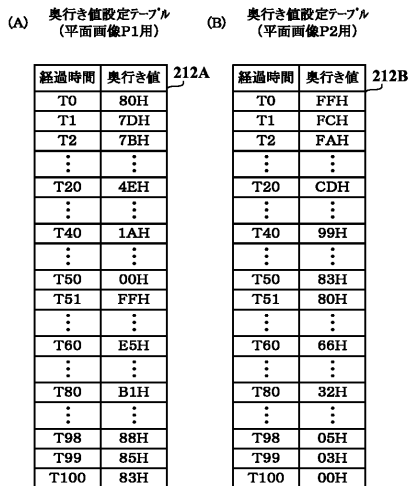 (A) 奥行き値設定テーブル
(平面画像P1用)
212A
経過時間 奥行き値
T0 80H
T1 7DH
T2 7BH
⋮ ⋮
T20 4EH
⋮ ⋮
T40 1AH
⋮ ⋮
T50 00H
T51 FFH
⋮ ⋮
T60 E5H
⋮ ⋮
T80 B1H
⋮ ⋮
T98 88H
T99 85H
T100 83H
(B) 奥行き値設定テーブル
(平面画像P2用)
212B
経過時間 奥行き値
T0 FFH
T1 FCH
T2 FAH
⋮ ⋮
T20 CDH
⋮ ⋮
T40 99H
⋮ ⋮
T50 83H
T51 80H
⋮ ⋮
T60 66H
⋮ ⋮
T80 32H
⋮ ⋮
T98 05H
T99 03H
T100 00H